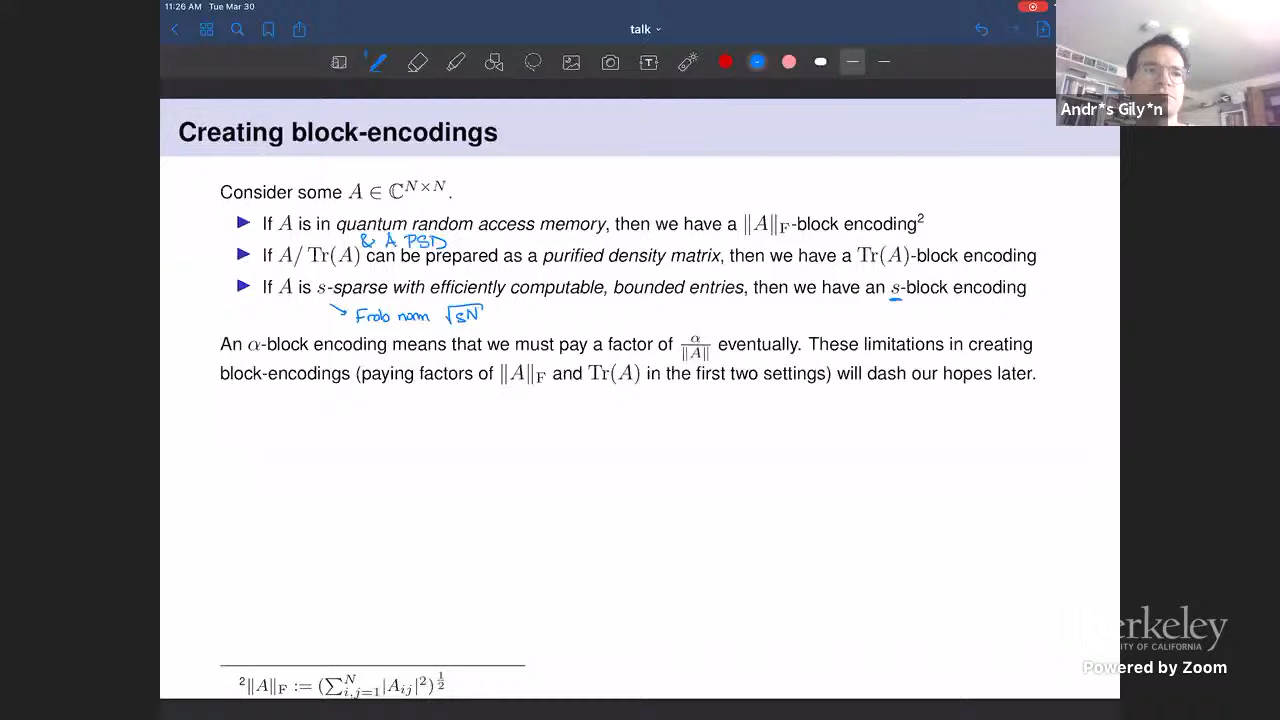 11:26 AM Tue Mar 30
talk
Andr*s Gily*n
Creating block-encodings
Consider some A ∈ ℂ^{N×N}.
▶ If A is in quantum random access memory, then we have a ‖A‖_F-block encoding²
& A PSD
▶ If A/ Tr(A) can be prepared as a purified density matrix, then we have a Tr(A)-block encoding
▶ If A is s-sparse with efficiently computable, bounded entries, then we have an s-block encoding
↘ Frob norm √sN
An α-block encoding means that we must pay a factor of α/‖A‖ eventually. These limitations in creating
block-encodings (paying factors of ‖A‖_F and Tr(A) in the first two settings) will dash our hopes later.
²‖A‖_F := (∑_{i,j=1}^N |A_{ij}|²)^{1/2}
Berkeley
Powered by Zoom